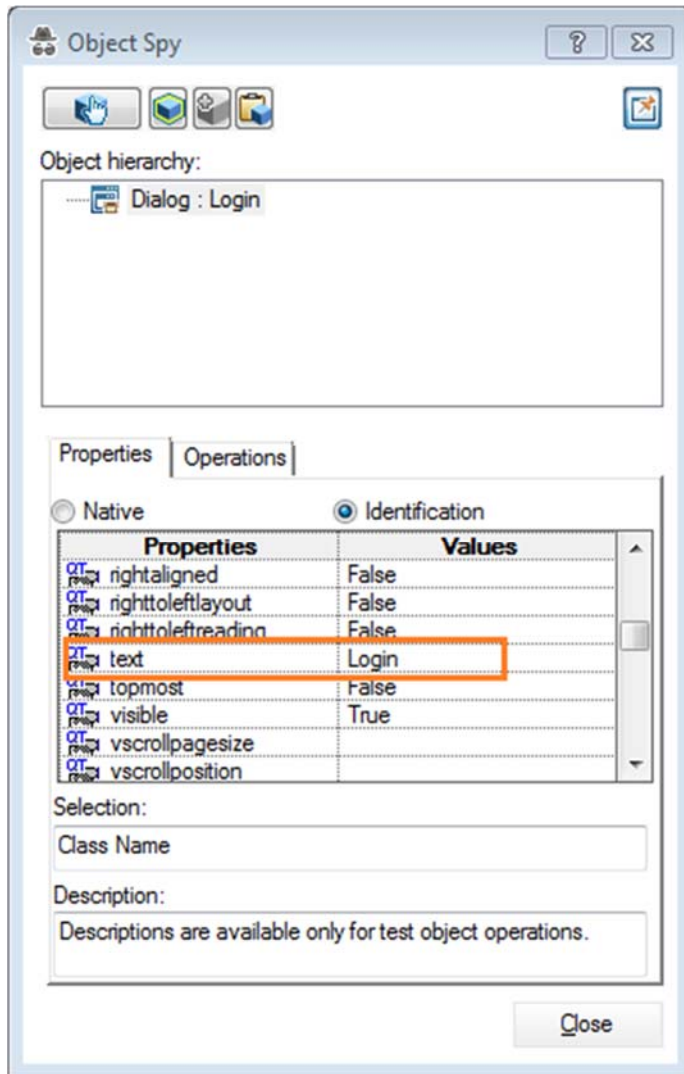 Object Spy
Object hierarchy:
Dialog : Login
Properties Operations
Native Identification
Properties Values
rightaligned False
righttoleftlayout False
righttoleftreading False
text Login
topmost False
visible True
vscrollpagesize
vscrollposition
Selection:
Class Name
Description:
Descriptions are available only for test object operations.
Close